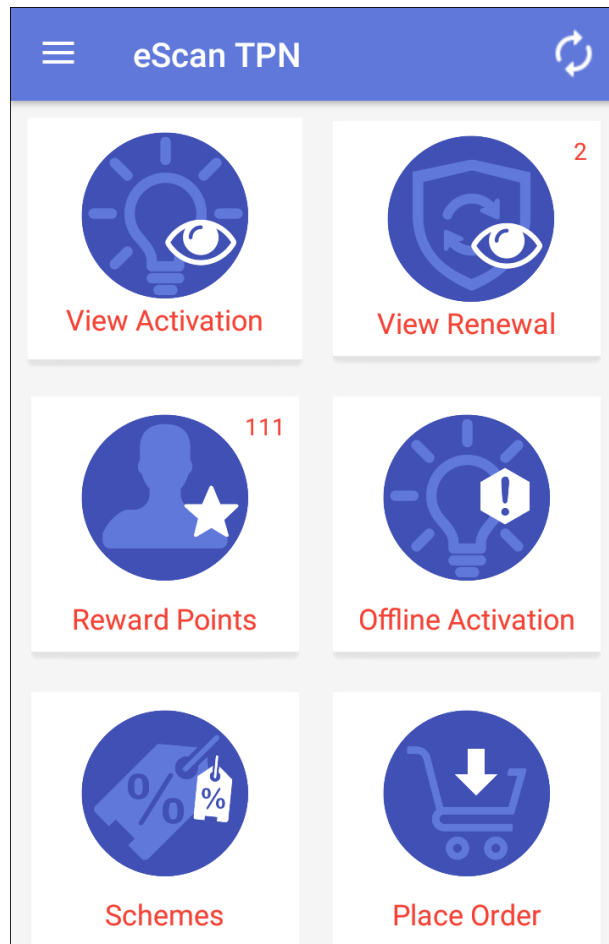 eScan TPN
2
View Activation
View Renewal
111
Reward Points
Offline Activation
%
%
Schemes
Place Order